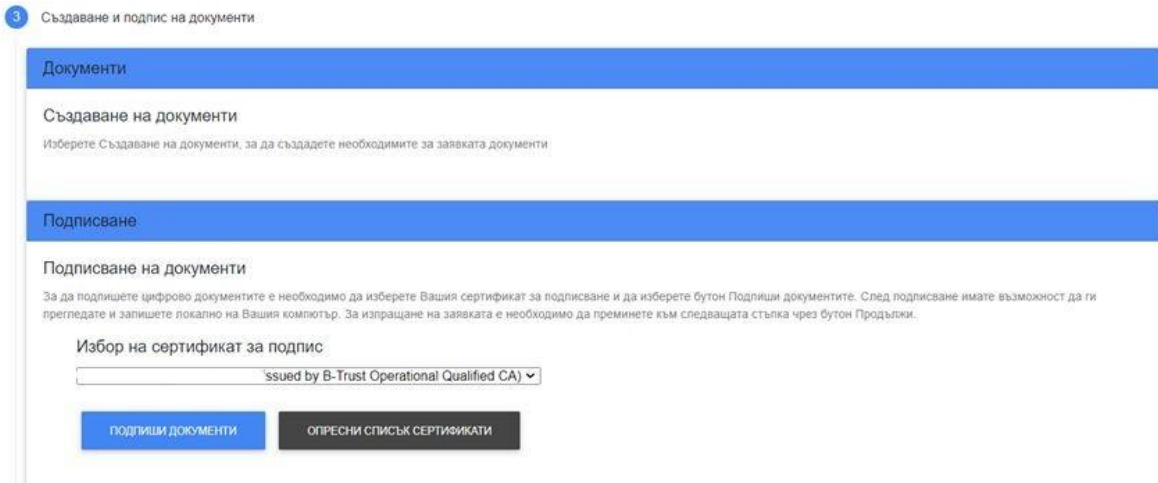 3 Създаване и подпис на документи
Документи
Създаване на документи
Изберете Създаване на документи, за да създадете необходимите за заявката документи
Подписване
Подписване на документи
За да подпишете цифрово документите е необходимо да изберете Вашия сертификат за подписване и да изберете бутон Подпиши документите. След подписване имате възможност да ги
прегледате и запишете локално на Вашия компютър. За изпращане на заявката е необходимо да преминете към следващата стъпка чрез бутон Продължи.
Избор на сертификат за подпис
ssued by B-Trust Operational Qualified CA)
ПОДПИШИ ДОКУМЕНТИ ОПРЕСНИ СПИСЪК СЕРТИФИКАТИ